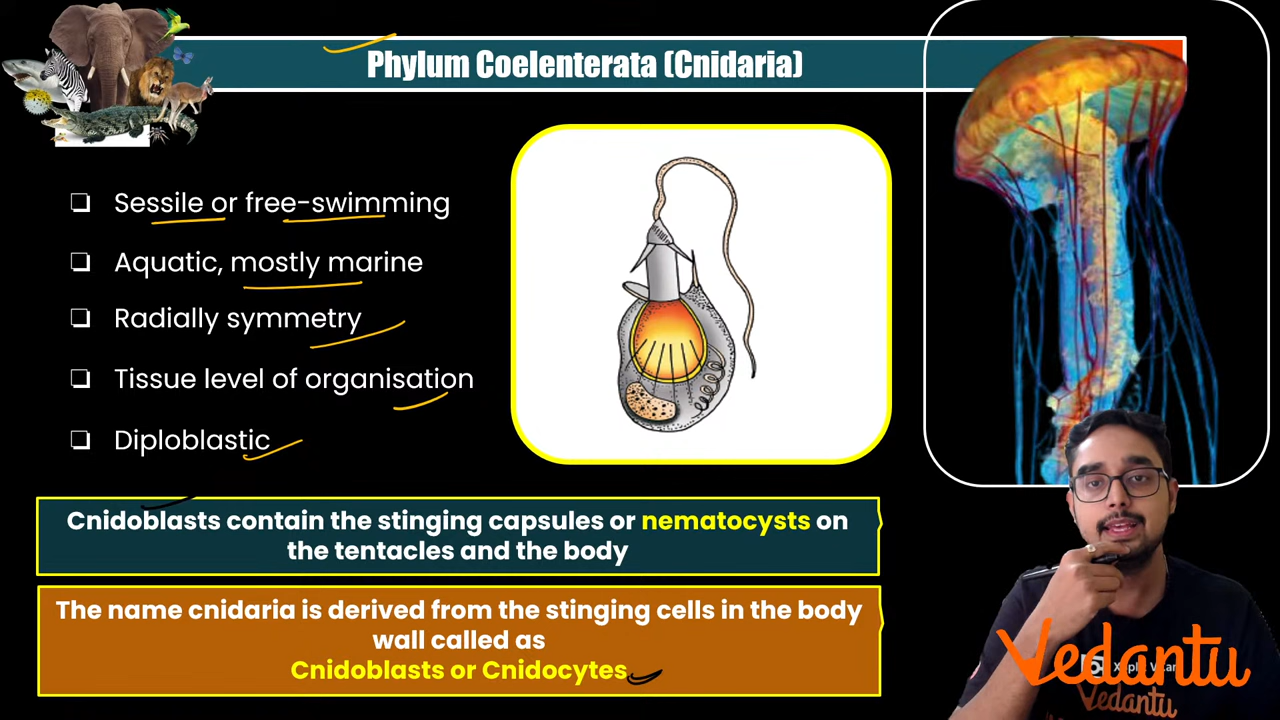 Phylum Coelenterata (Cnidaria)
Sessile or free-swimming
Aquatic, mostly marine
Radially symmetry
Tissue level of organisation
Diploblastic
Cnidoblasts contain the stinging capsules or nematocysts on
the tentacles and the body
The name cnidaria is derived from the stinging cells in the body
wall called as
Cnidoblasts or Cnidocytes
Vedantu
Vedantu